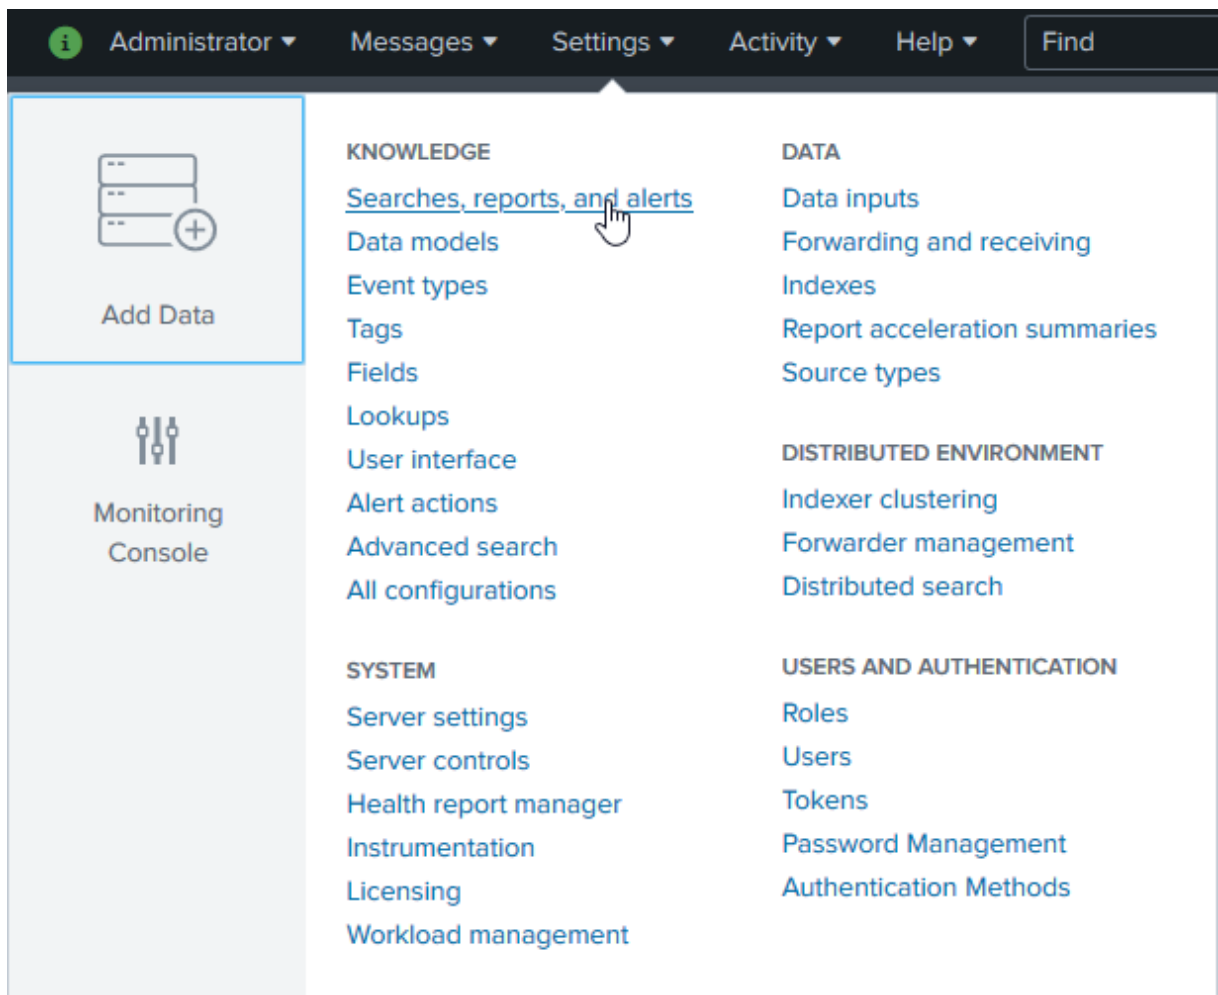 i Administrator ▾ Messages ▾ Settings ▾ Activity ▾ Help ▾ Find
Add Data
Monitoring
Console
KNOWLEDGE
Searches, reports, and alerts
Data models
Event types
Tags
Fields
Lookups
User interface
Alert actions
Advanced search
All configurations
SYSTEM
Server settings
Server controls
Health report manager
Instrumentation
Licensing
Workload management
DATA
Data inputs
Forwarding and receiving
Indexes
Report acceleration summaries
Source types
DISTRIBUTED ENVIRONMENT
Indexer clustering
Forwarder management
Distributed search
USERS AND AUTHENTICATION
Roles
Users
Tokens
Password Management
Authentication Methods